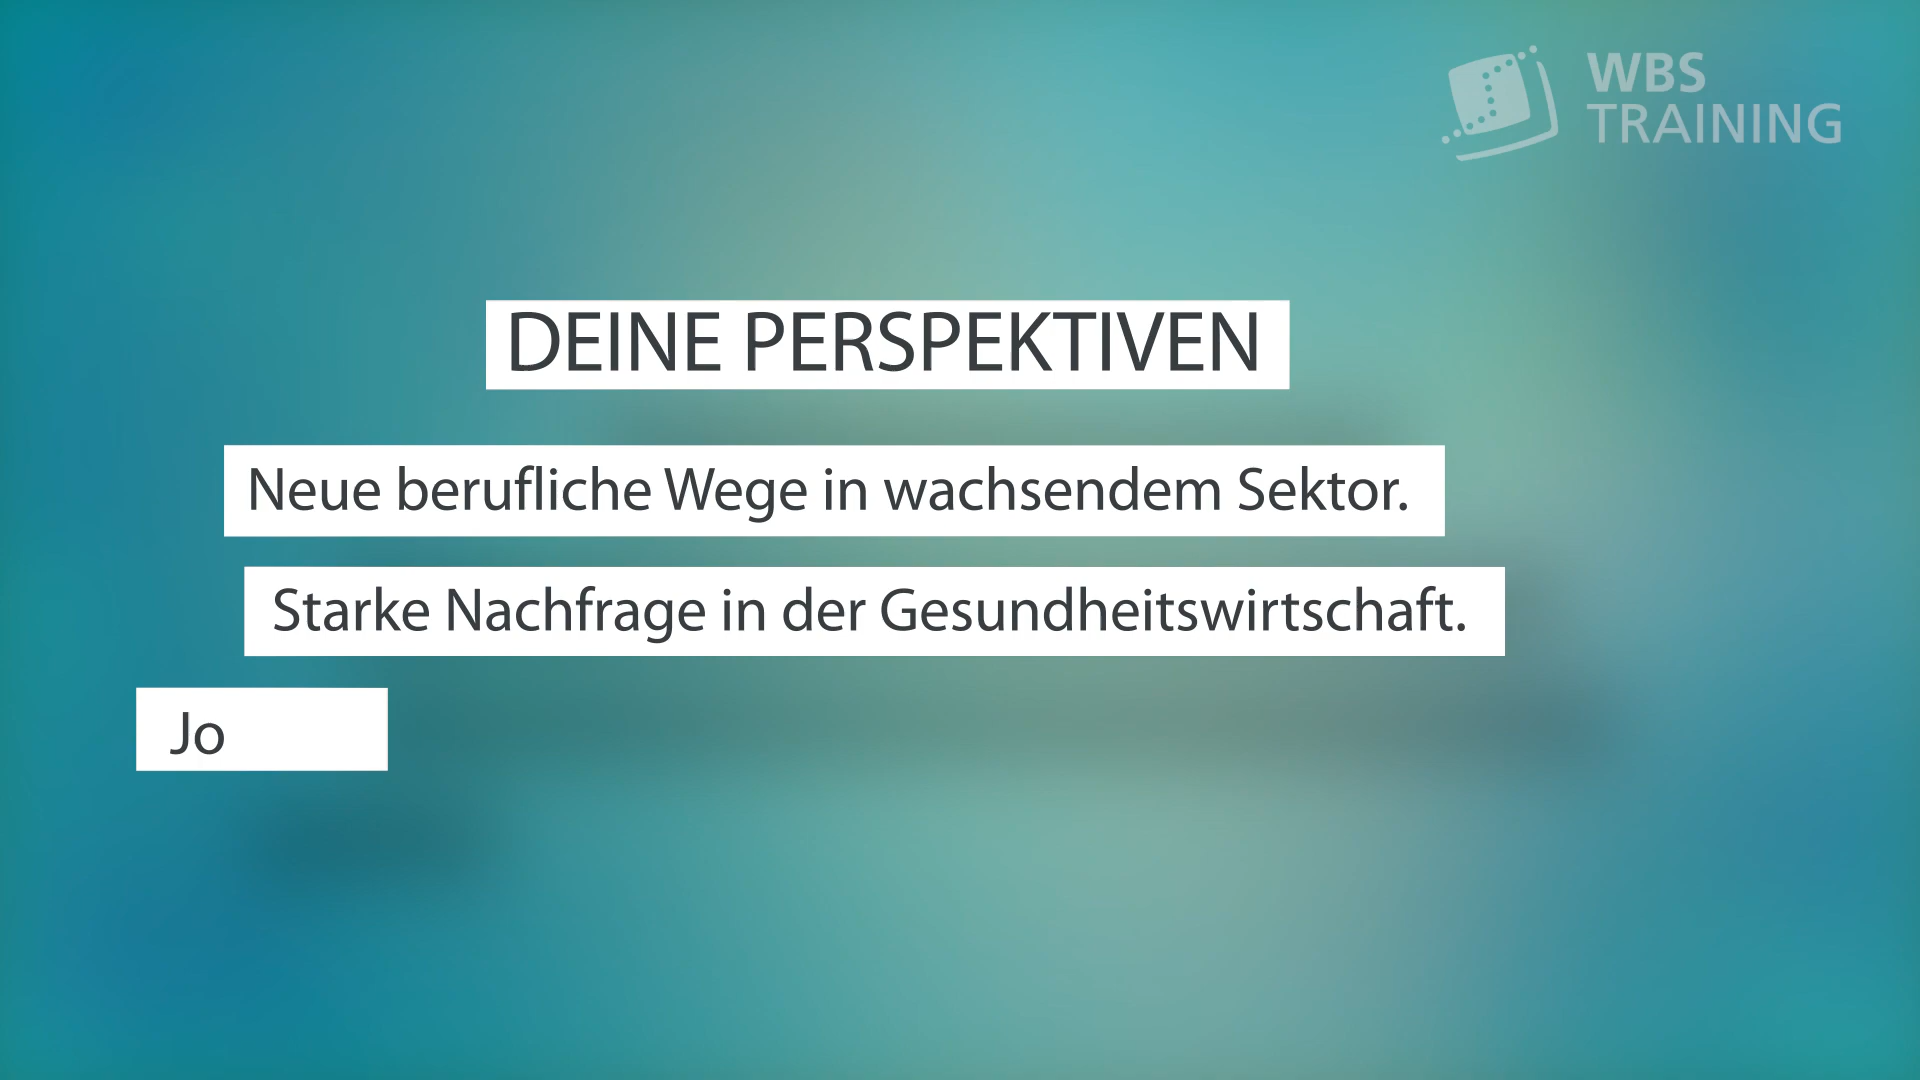 WBS
TRAINING
DEINE PERSPEKTIVEN
Neue berufliche Wege in wachsendem Sektor.
Starke Nachfrage in der Gesundheitswirtschaft.
Jo